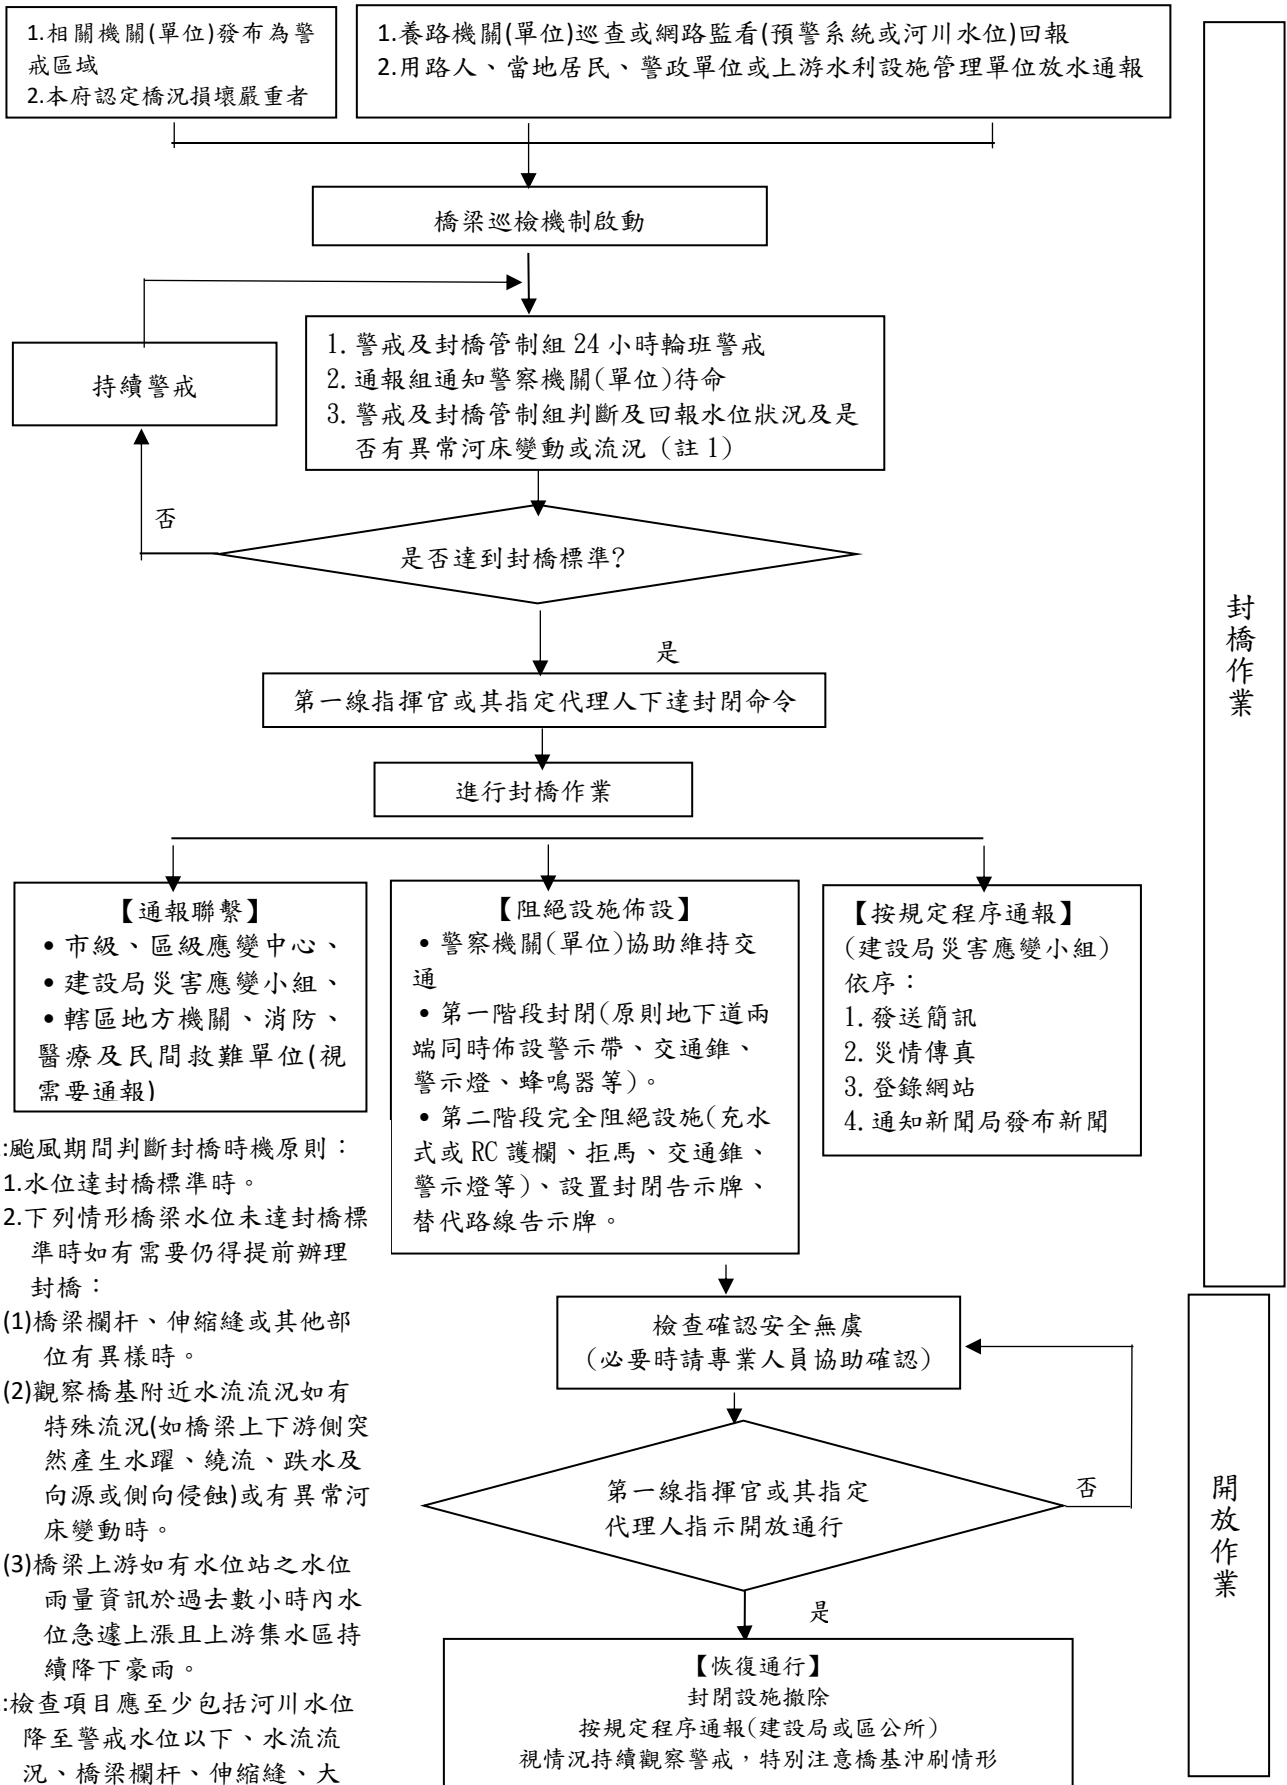 1.相關機關(單位)發布為警
戒區域
2.本府認定橋況損壞嚴重者
1.養路機關(單位)巡查或網路監看(預警系統或河川水位)回報
2.用路人、當地居民、警政單位或上游水利設施管理單位放水通報
橋梁巡檢機制啟動
持續警戒
1.警戒及封橋管制組 24 小時輪班警戒
2.通報組通知警察機關(單位)待命
3.警戒及封橋管制組判斷及回報水位狀況及是
否有異常河床變動或流況 (註 1)
否
是否達到封橋標準?
是
第一線指揮官或其指定代理人下達封閉命令
進行封橋作業
封橋作業
【通報聯繫】
•市級、區級應變中心、
•建設局災害應變小組、
•轄區地方機關、消防、
醫療及民間救難單位(視
需要通報)
【阻絕設施佈設】
•警察機關(單位)協助維持交
通
•第一階段封閉(原則地下道兩
端同時佈設警示帶、交通錐、
警示燈、蜂鳴器等)。
•第二階段完全阻絕設施(充水
式或 RC 護欄、拒馬、交通錐、
警示燈等)、設置封閉告示牌、
替代路線告示牌。
【按規定程序通報】
(建設局災害應變小組)
依序：
1.發送簡訊
2.災情傳真
3.登錄網站
4.通知新聞局發布新聞
:颱風期間判斷封橋時機原則：
1.水位達封橋標準時。
2.下列情形橋梁水位未達封橋標
準時如有需要仍得提前辦理
封橋：
(1)橋梁欄杆、伸縮縫或其他部
位有異樣時。
(2)觀察橋基附近水流流況如有
特殊流況(如橋梁上下游側突
然產生水躍、繞流、跌水及
向源或側向侵蝕)或有異常河
床變動時。
(3)橋梁上游如有水位站之水位
雨量資訊於過去數小時內水
位急遽上漲且上游集水區持
續降下豪雨。
:檢查項目應至少包括河川水位
降至警戒水位以下、水流流
況、橋梁欄杆、伸縮縫、大
檢查確認安全無虞
(必要時請專業人員協助確認)
第一線指揮官或其指定
代理人指示開放通行
否
是
【恢復通行】
封閉設施撤除
按規定程序通報(建設局或區公所)
視情況持續觀察警戒，特別注意橋基沖刷情形
開放作業